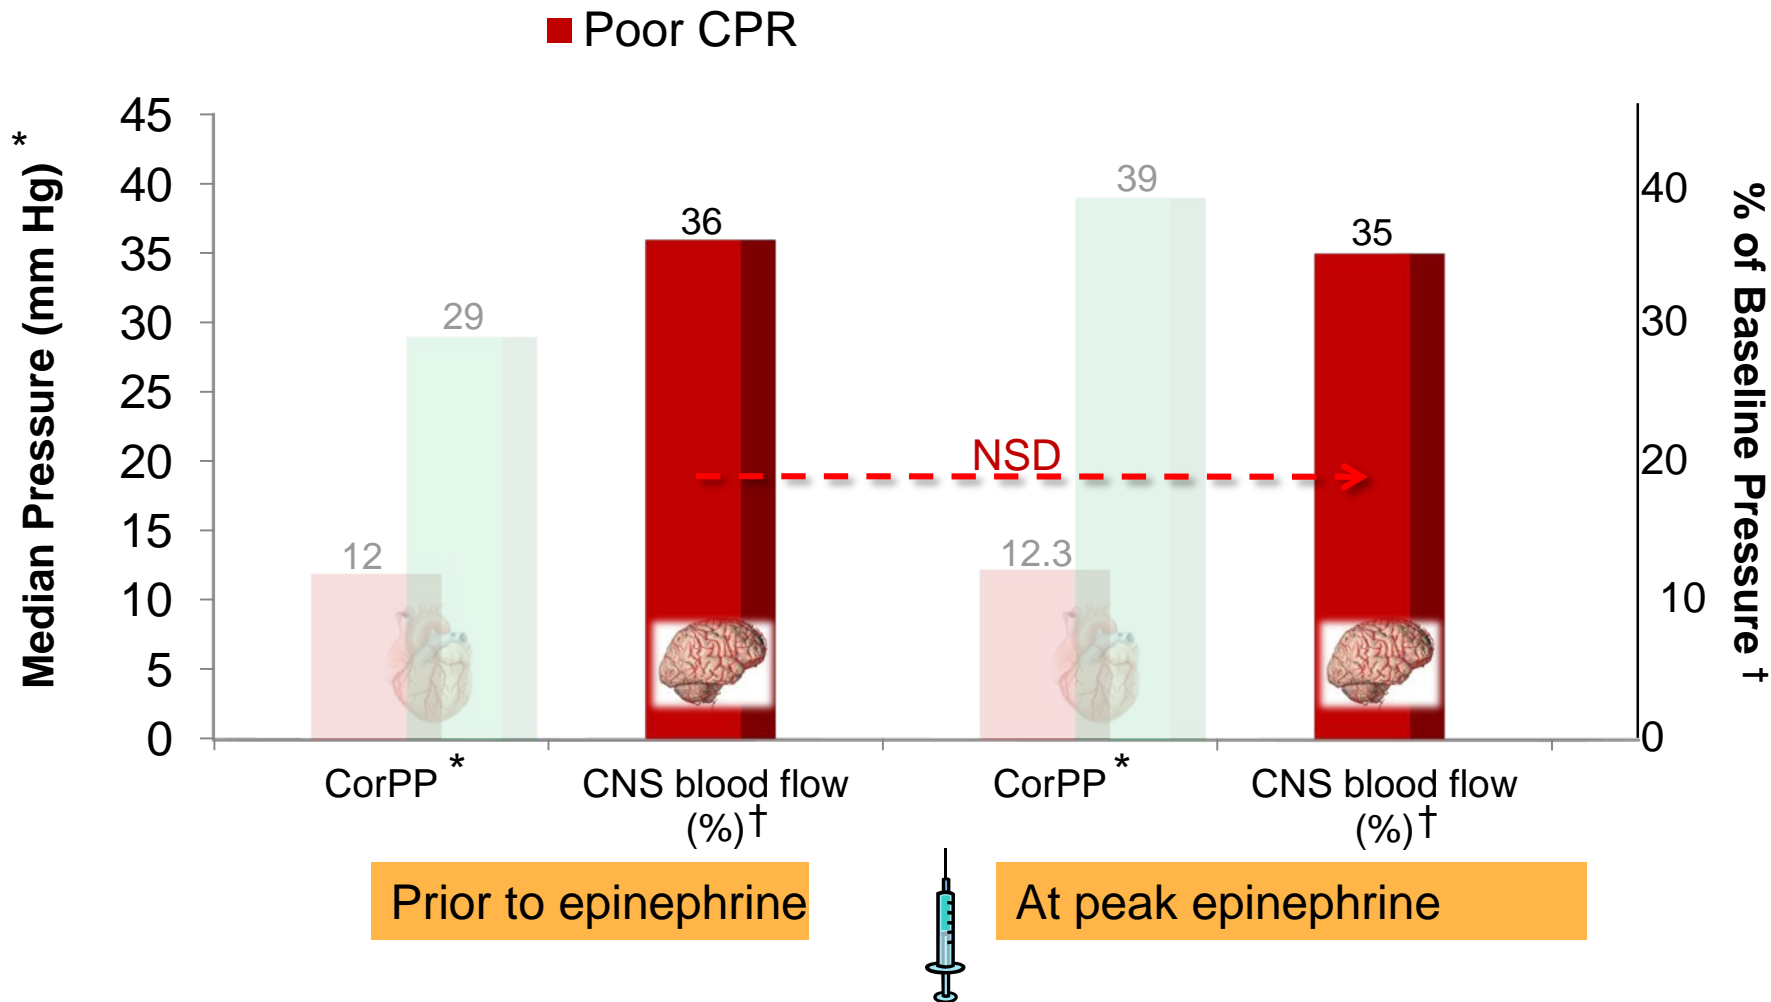 Poor CPR
Median Pressure (mm Hg) *
45
40
35
30
25
20
15
10
5
0
12
29
36
NSD
12.3
39
35
40
30
20
10
0
% of Baseline Pressure †
CorPP *
CNS blood flow
(%)†
CorPP *
CNS blood flow
(%)†
Prior to epinephrine
At peak epinephrine